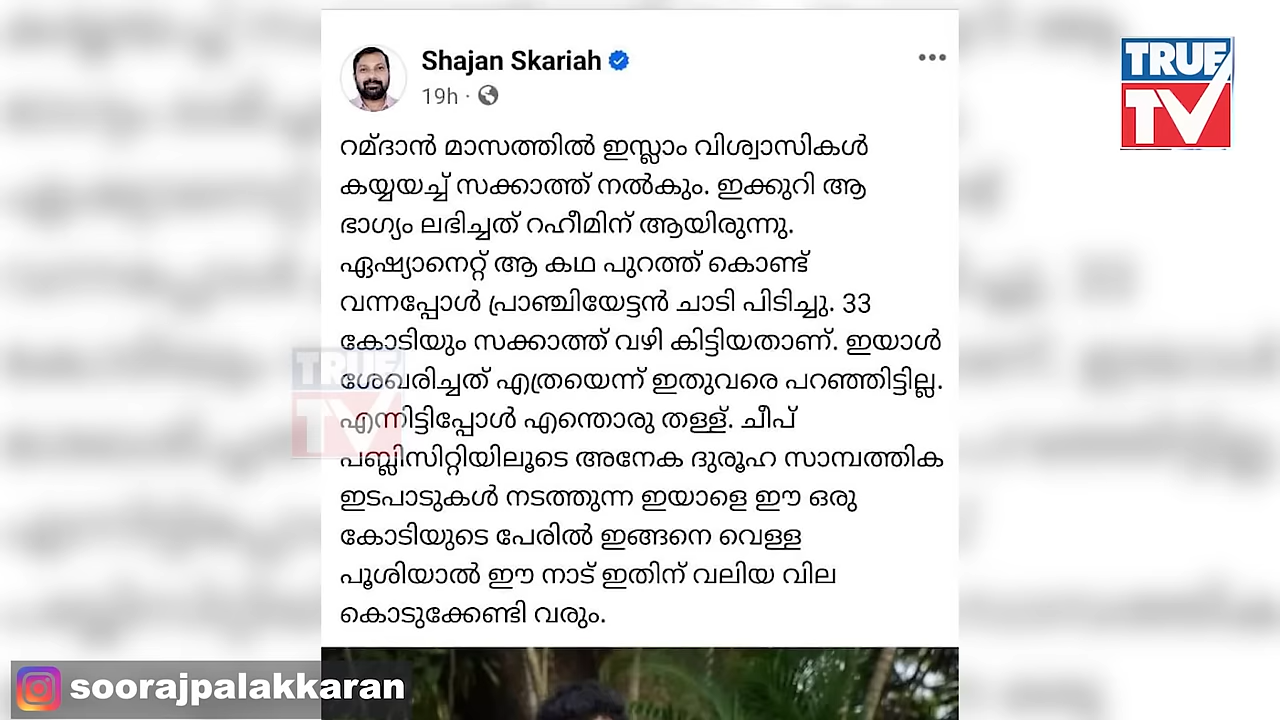 Shajan Skariah
19h
റമ്ദാൻ മാസത്തിൽ ഇസ്ലാം വിശ്വാസികൾ
കയ്യയച്ച് സക്കാത്ത് നൽകും. ഇക്കുറി ആ
ഭാഗ്യം ലഭിച്ചത് റഹീമിന് ആയിരുന്നു.
ഏഷ്യാനെറ്റ് ആ കഥ പുറത്ത് കൊണ്ട്
വന്നപ്പോൾ പ്രാഞ്ചിയേട്ടൻ ചാടി പിടിച്ചു. 33
കോടിയും സക്കാത്ത് വഴി കിട്ടിയതാണ്. ഇയാൾ
ശേഖരിച്ചത് എത്രയെന്ന് ഇതുവരെ പറഞ്ഞിട്ടില്ല.
എന്നിട്ടിപ്പോൾ എന്തൊരു തള്ള്. ചീപ്
പബ്ലിസിറ്റിയിലൂടെ അനേക ദുരൂഹ സാമ്പത്തിക
ഇടപാടുകൾ നടത്തുന്ന ഇയാളെ ഈ ഒരു
കോടിയുടെ പേരിൽ ഇങ്ങനെ വെള്ള
പൂശിയാൽ ഈ നാട് ഇതിന് വലിയ വില
കൊടുക്കേണ്ടി വരും.
TRUE
TV
TRUE
TV
soorajpalakkaran